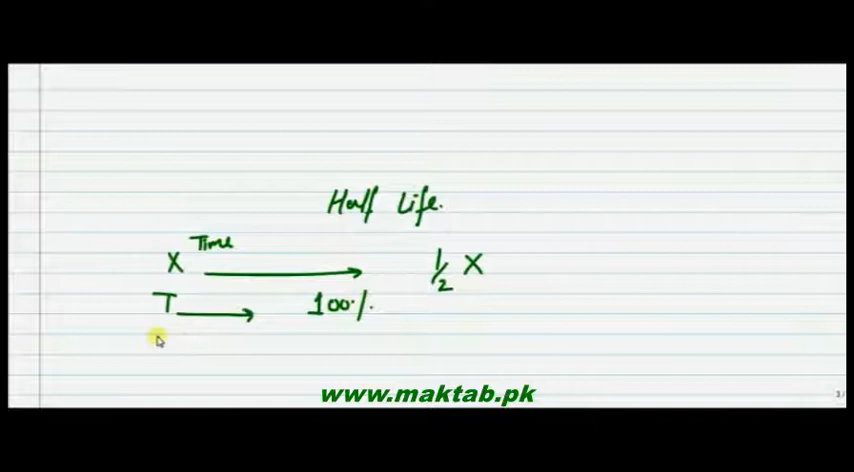 Half Life.
Time
X → 1/2 X
T → 100%
www.maktab.pk